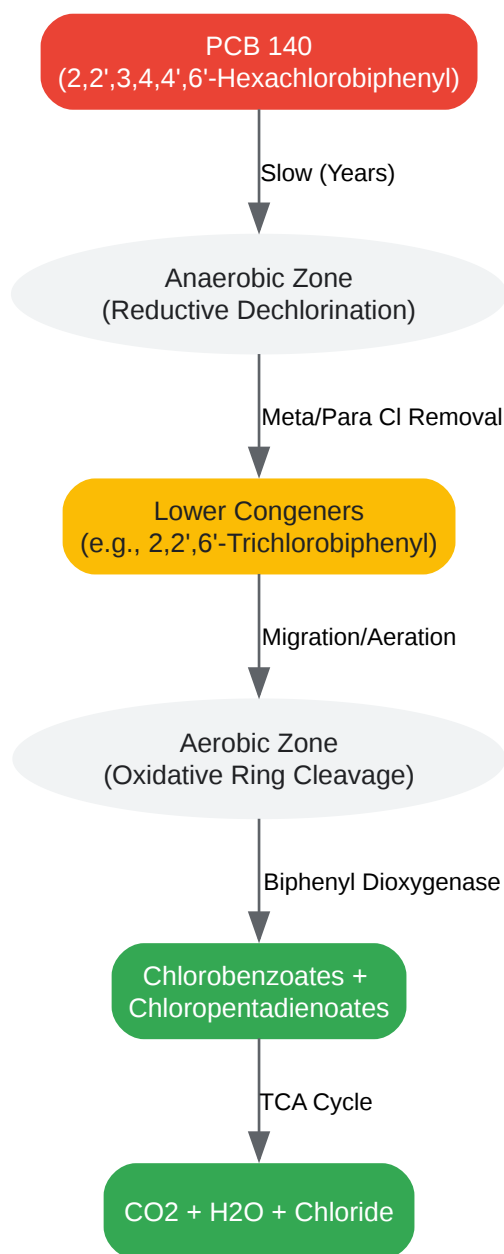 PCB 140
(2,2',3,4,4',6'-Hexachlorobiphenyl)
Slow (Years)
Anaerobic Zone
(Reductive Dechlorination)
Meta/Para Cl Removal
Lower Congeners
(e.g., 2,2',6'-Trichlorobiphenyl)
Migration/Aeration
Aerobic Zone
(Oxidative Ring Cleavage)
Biphenyl Dioxygenase
Chlorobenzoates +
Chloropentadienoates
TCA Cycle
CO2 + H2O + Chloride